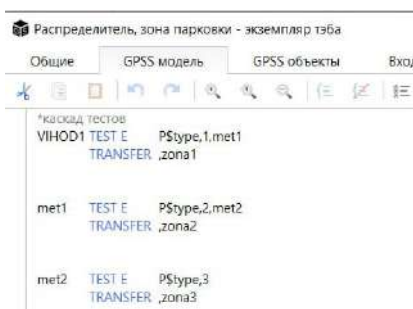 Распределитель, зона парковки - экземпляр тэба
Общие GPSS модель GPSS объекты Вход
*каскад тестов
VIHOD1 TEST E P$type,1,met1
TRANSFER ,zona1
met1 TEST E P$type,2,met2
TRANSFER ,zona2
met2 TEST E P$type,3
TRANSFER ,zona3